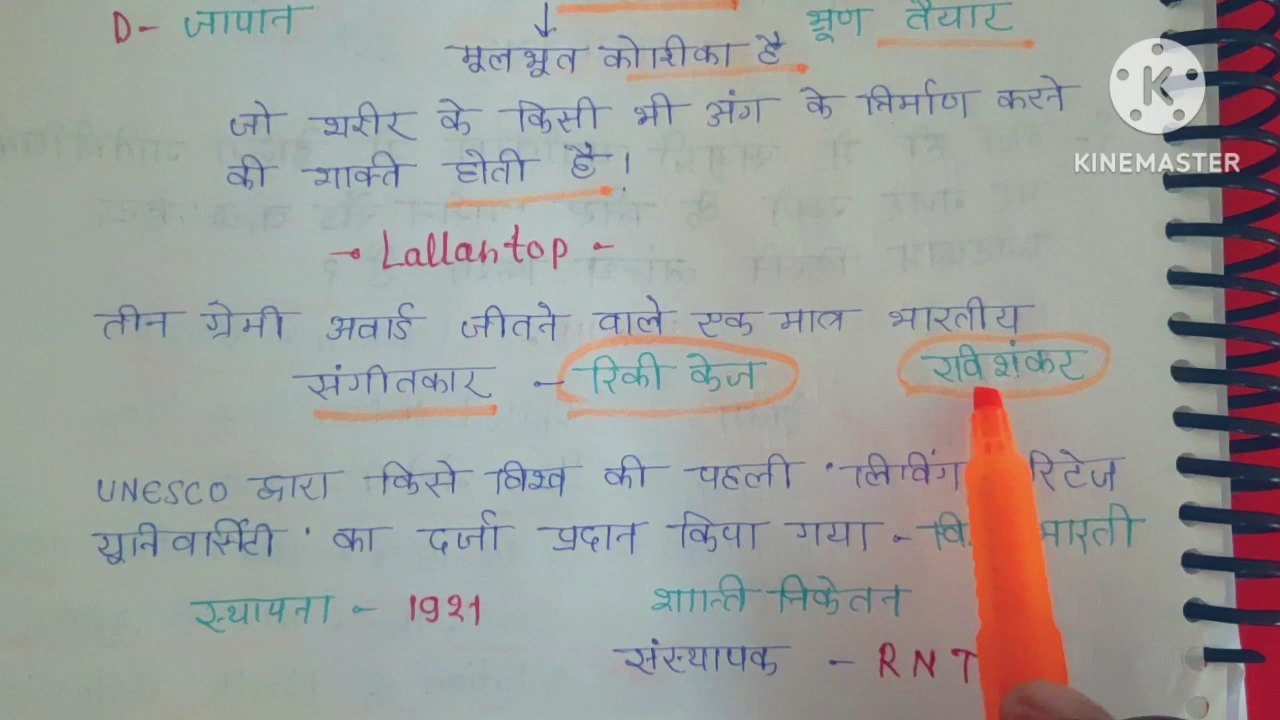 D- जापान
भ्रूण तैयार
मूलभूत कोशिका है
जो शरीर के किसी भी अंग के निर्माण करने
की शक्ति होती है।
→ Lallantop -
तीन ग्रेमी अवार्ड जीतने वाले एक मात्र भारतीय
संगीतकार - रिकी केज रविशंकर
UNESCO द्वारा किसे विश्व की पहली 'लिविंग रिटेज
यूनिवर्सिटी' का दर्जा प्रदान किया गया - वि भारती
स्थापना - 1921 शान्ति निकेतन
संस्थापक - RNT
K
KINEMASTER